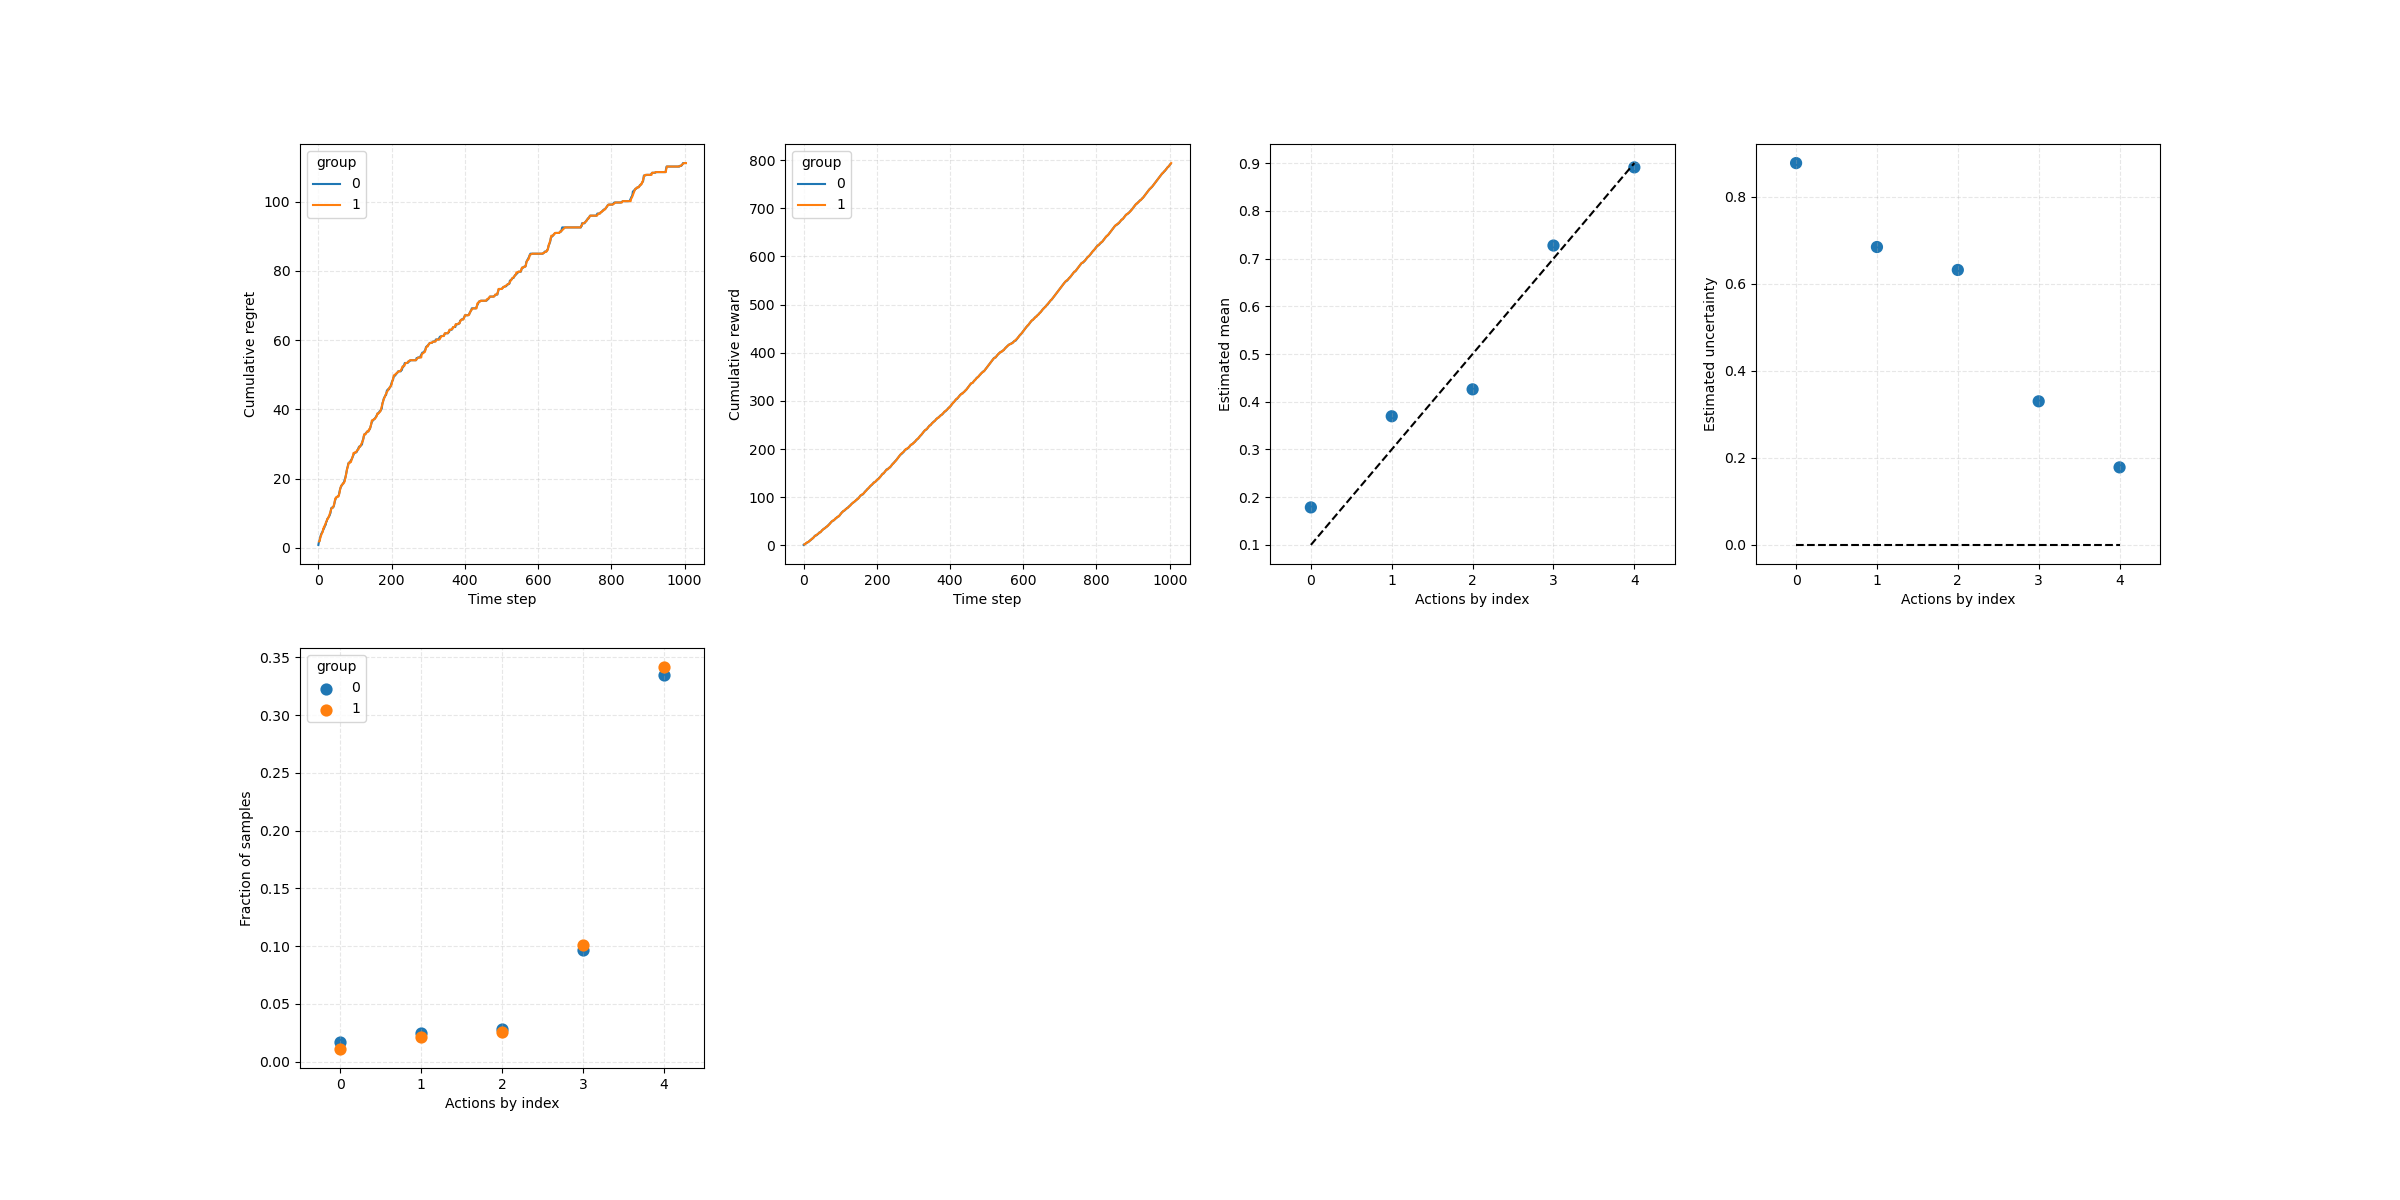 group
0
1
100
80
60
40
20
0
Cumulative regret
0 200 400 600 800 1000
Time step
group
0
1
800
700
600
500
400
300
200
100
0
Cumulative reward
0 200 400 600 800 1000
Time step
0.9
0.8
0.7
0.6
0.5
0.4
0.3
0.2
0.1
Estimated mean
0 1 2 3 4
Actions by index
0.8
0.6
0.4
0.2
0.0
Estimated uncertainty
0 1 2 3 4
Actions by index
group
0
1
0.35
0.30
0.25
0.20
0.15
0.10
0.05
0.00
Fraction of samples
0 1 2 3 4
Actions by index